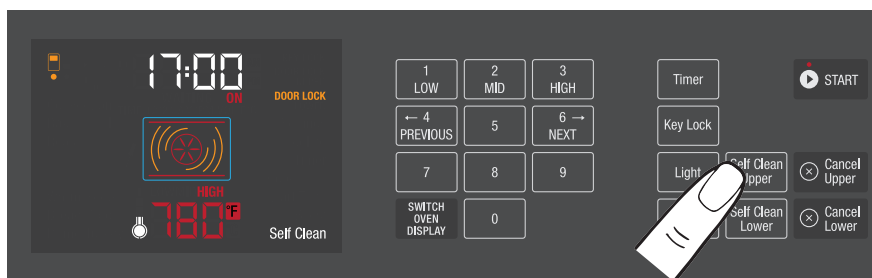 17:00
ON
DOOR LOCK
HIGH
780°F
Self Clean
1
LOW
2
MID
3
HIGH
← 4
PREVIOUS
5
6 →
NEXT
7
8
9
SWITCH
OVEN
DISPLAY
0
Timer
Key Lock
Light
Self Clean
Upper
Self Clean
Lower
START
Cancel
Upper
Cancel
Lower